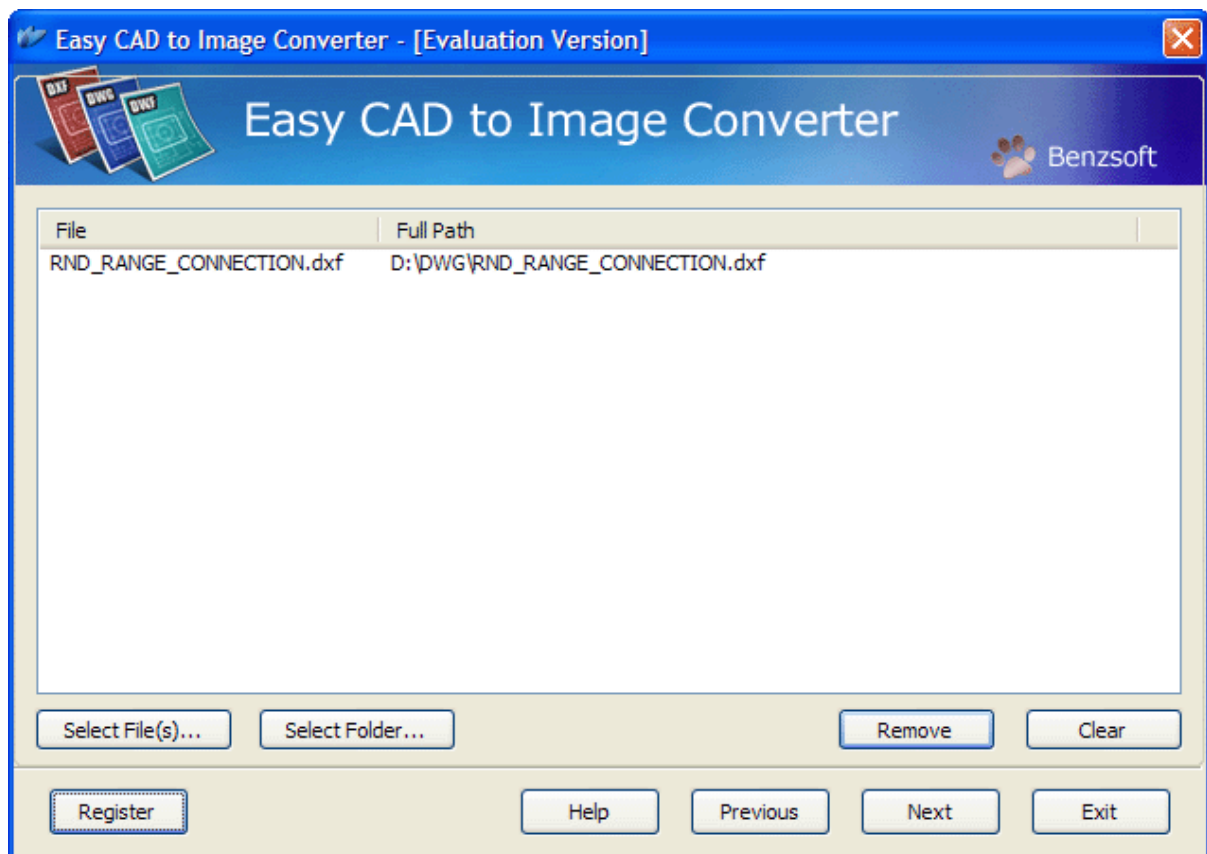 Easy CAD to Image Converter - [Evaluation Version]
DXF
DWG
DWF
Easy CAD to Image Converter
Benzsoft
File Full Path
RND_RANGE_CONNECTION.dxf D:\DWG\RND_RANGE_CONNECTION.dxf
Select File(s)... Select Folder... Remove Clear
Register Help Previous Next Exit